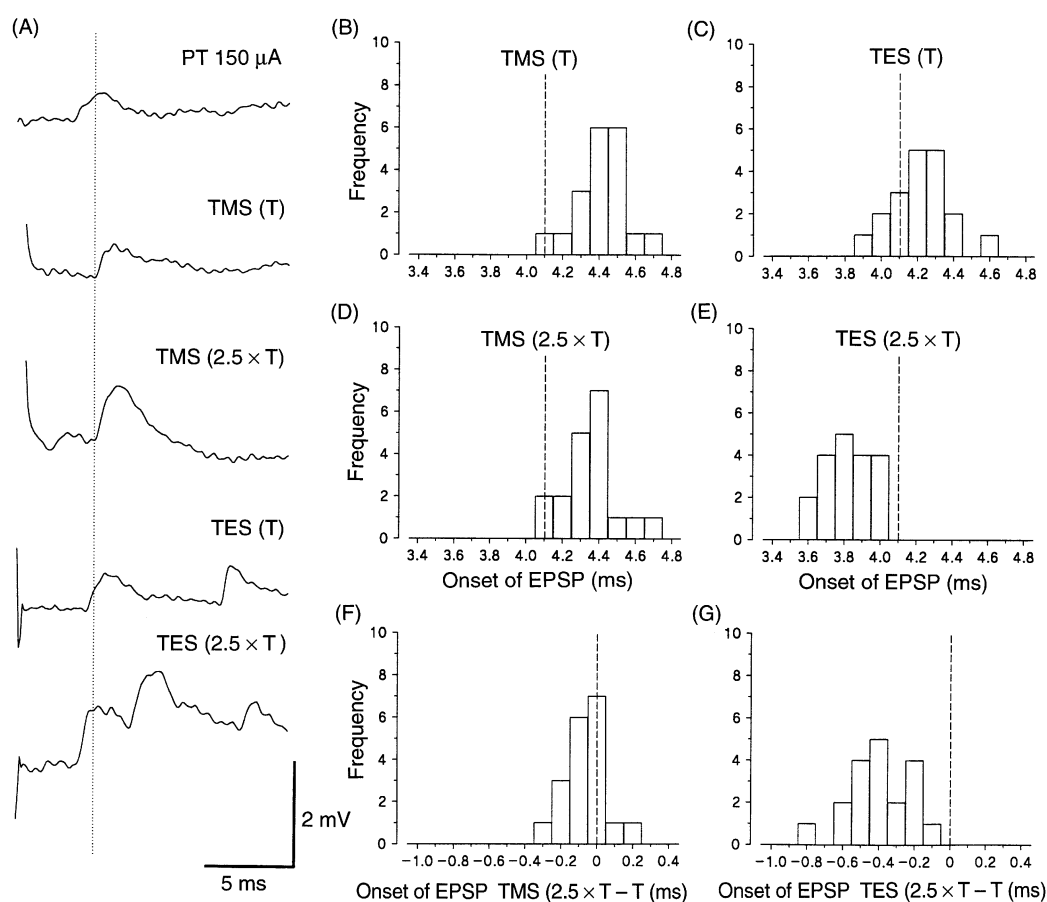 (A)
PT 150 µA
TMS (T)
TMS (2.5 × T)
TES (T)
TES (2.5 × T)
2 mV
5 ms
(B)
TMS (T)
Frequency
10
8
6
4
2
0
3.4 3.6 3.8 4.0 4.2 4.4 4.6 4.8
(C)
TES (T)
10
8
6
4
2
0
3.4 3.6 3.8 4.0 4.2 4.4 4.6 4.8
(D)
TMS (2.5 × T)
Frequency
10
8
6
4
2
0
3.4 3.6 3.8 4.0 4.2 4.4 4.6 4.8
Onset of EPSP (ms)
(E)
TES (2.5 × T)
10
8
6
4
2
0
3.4 3.6 3.8 4.0 4.2 4.4 4.6 4.8
Onset of EPSP (ms)
(F)
Frequency
10
8
6
4
2
0
−1.0 −0.8 −0.6 −0.4 −0.2 0 0.2 0.4
Onset of EPSP TMS (2.5 × T – T (ms)
(G)
10
8
6
4
2
0
−1.0 −0.8 −0.6 −0.4 −0.2 0 0.2 0.4
Onset of EPSP TES (2.5 × T – T (ms)